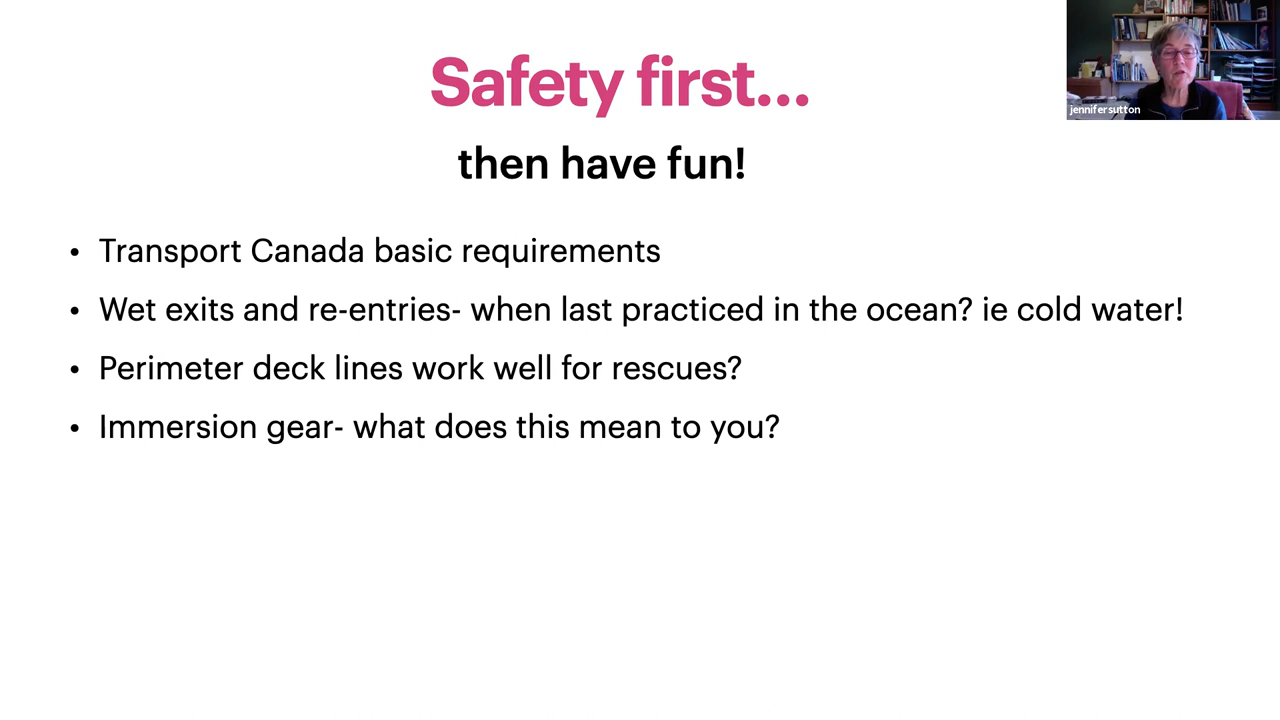 Safety first...
then have fun!
jennifersutton
• Transport Canada basic requirements
• Wet exits and re-entries- when last practiced in the ocean? ie cold water!
• Perimeter deck lines work well for rescues?
• Immersion gear- what does this mean to you?